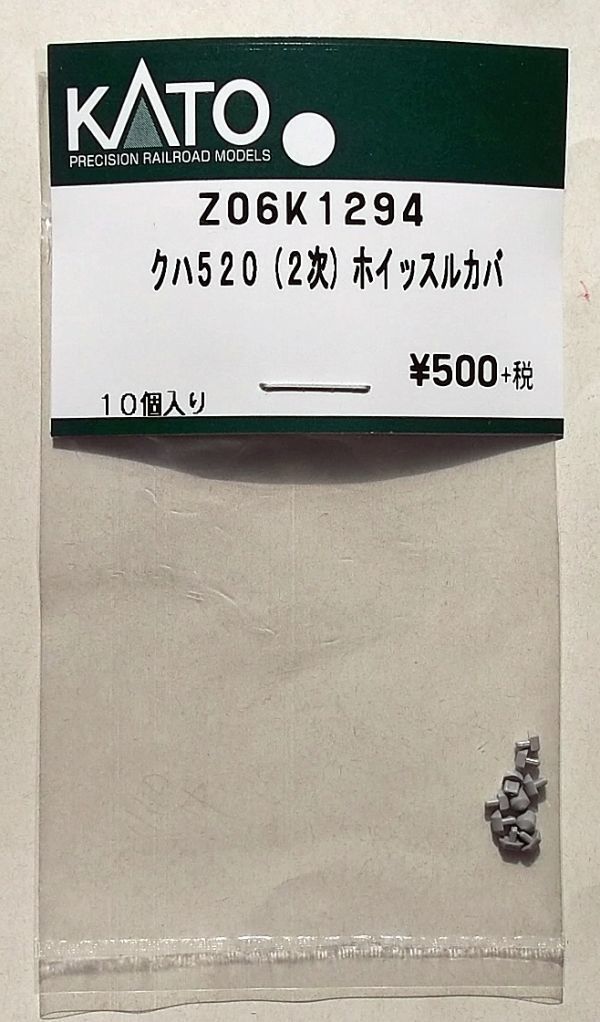 KATO
PRECISION RAILROAD MODELS
Z06K1294
クハ520(2次)ホイッスルカバ
¥500+税
10個入り